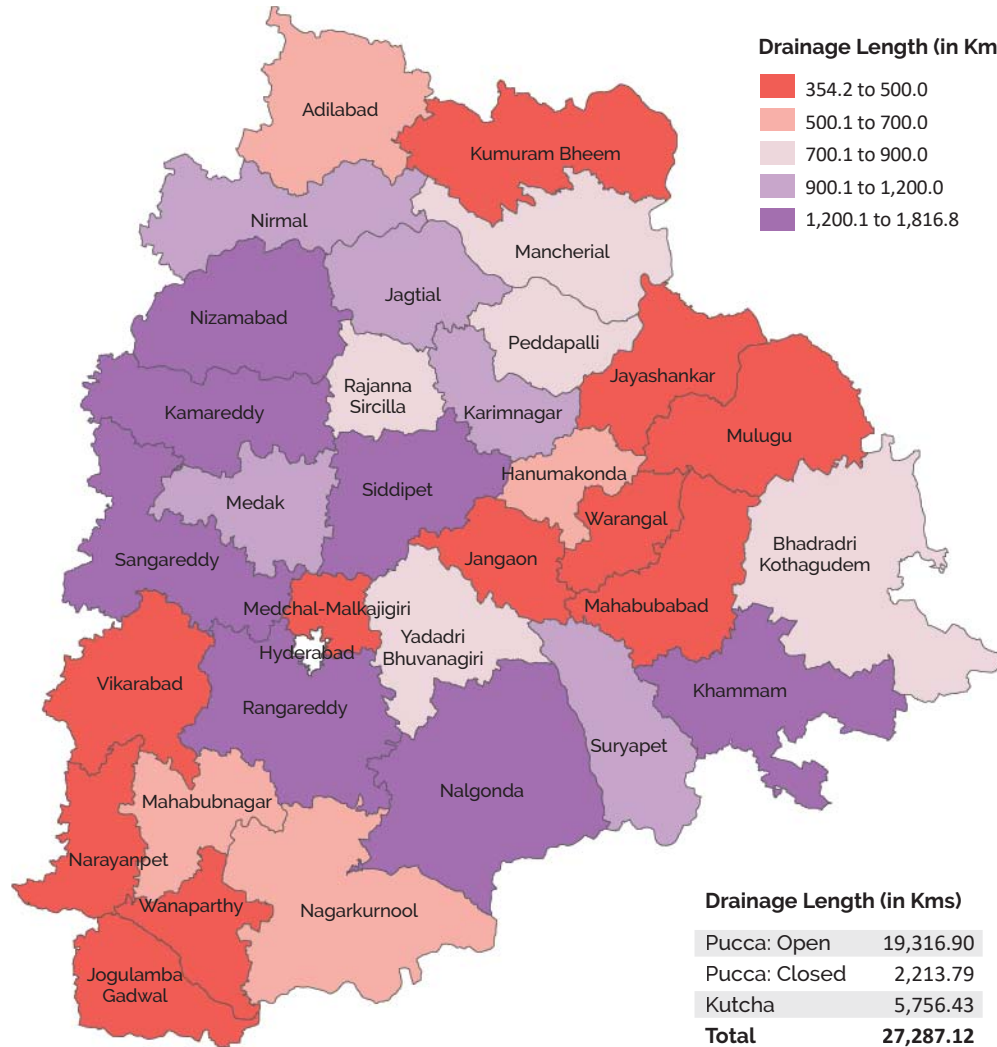 Drainage Length (in Km
354.2 to 500.0
500.1 to 700.0
700.1 to 900.0
900.1 to 1,200.0
1,200.1 to 1,816.8
Adilabad
Kumuram Bheem
Nirmal
Mancherial
Jagtial
Nizamabad
Peddapalli
Jayashankar
Rajanna
Sircilla
Kamareddy
Karimnagar
Mulugu
Hanumakonda
Siddipet
Medak
Warangal
Bhadradri
Kothagudem
Sangareddy
Jangaon
Mahabubabad
Medchal-Malkajigiri
Yadadri
Bhuvanagiri
Hyderabad
Vikarabad
Khammam
Rangareddy
Suryapet
Nalgonda
Mahabubnagar
Narayanpet
Wanaparthy
Nagarkurnool
Jogulamba
Gadwal
Drainage Length (in Kms)
Pucca: Open 19,316.90
Pucca: Closed 2,213.79
Kutcha 5,756.43
Total 27,287.12